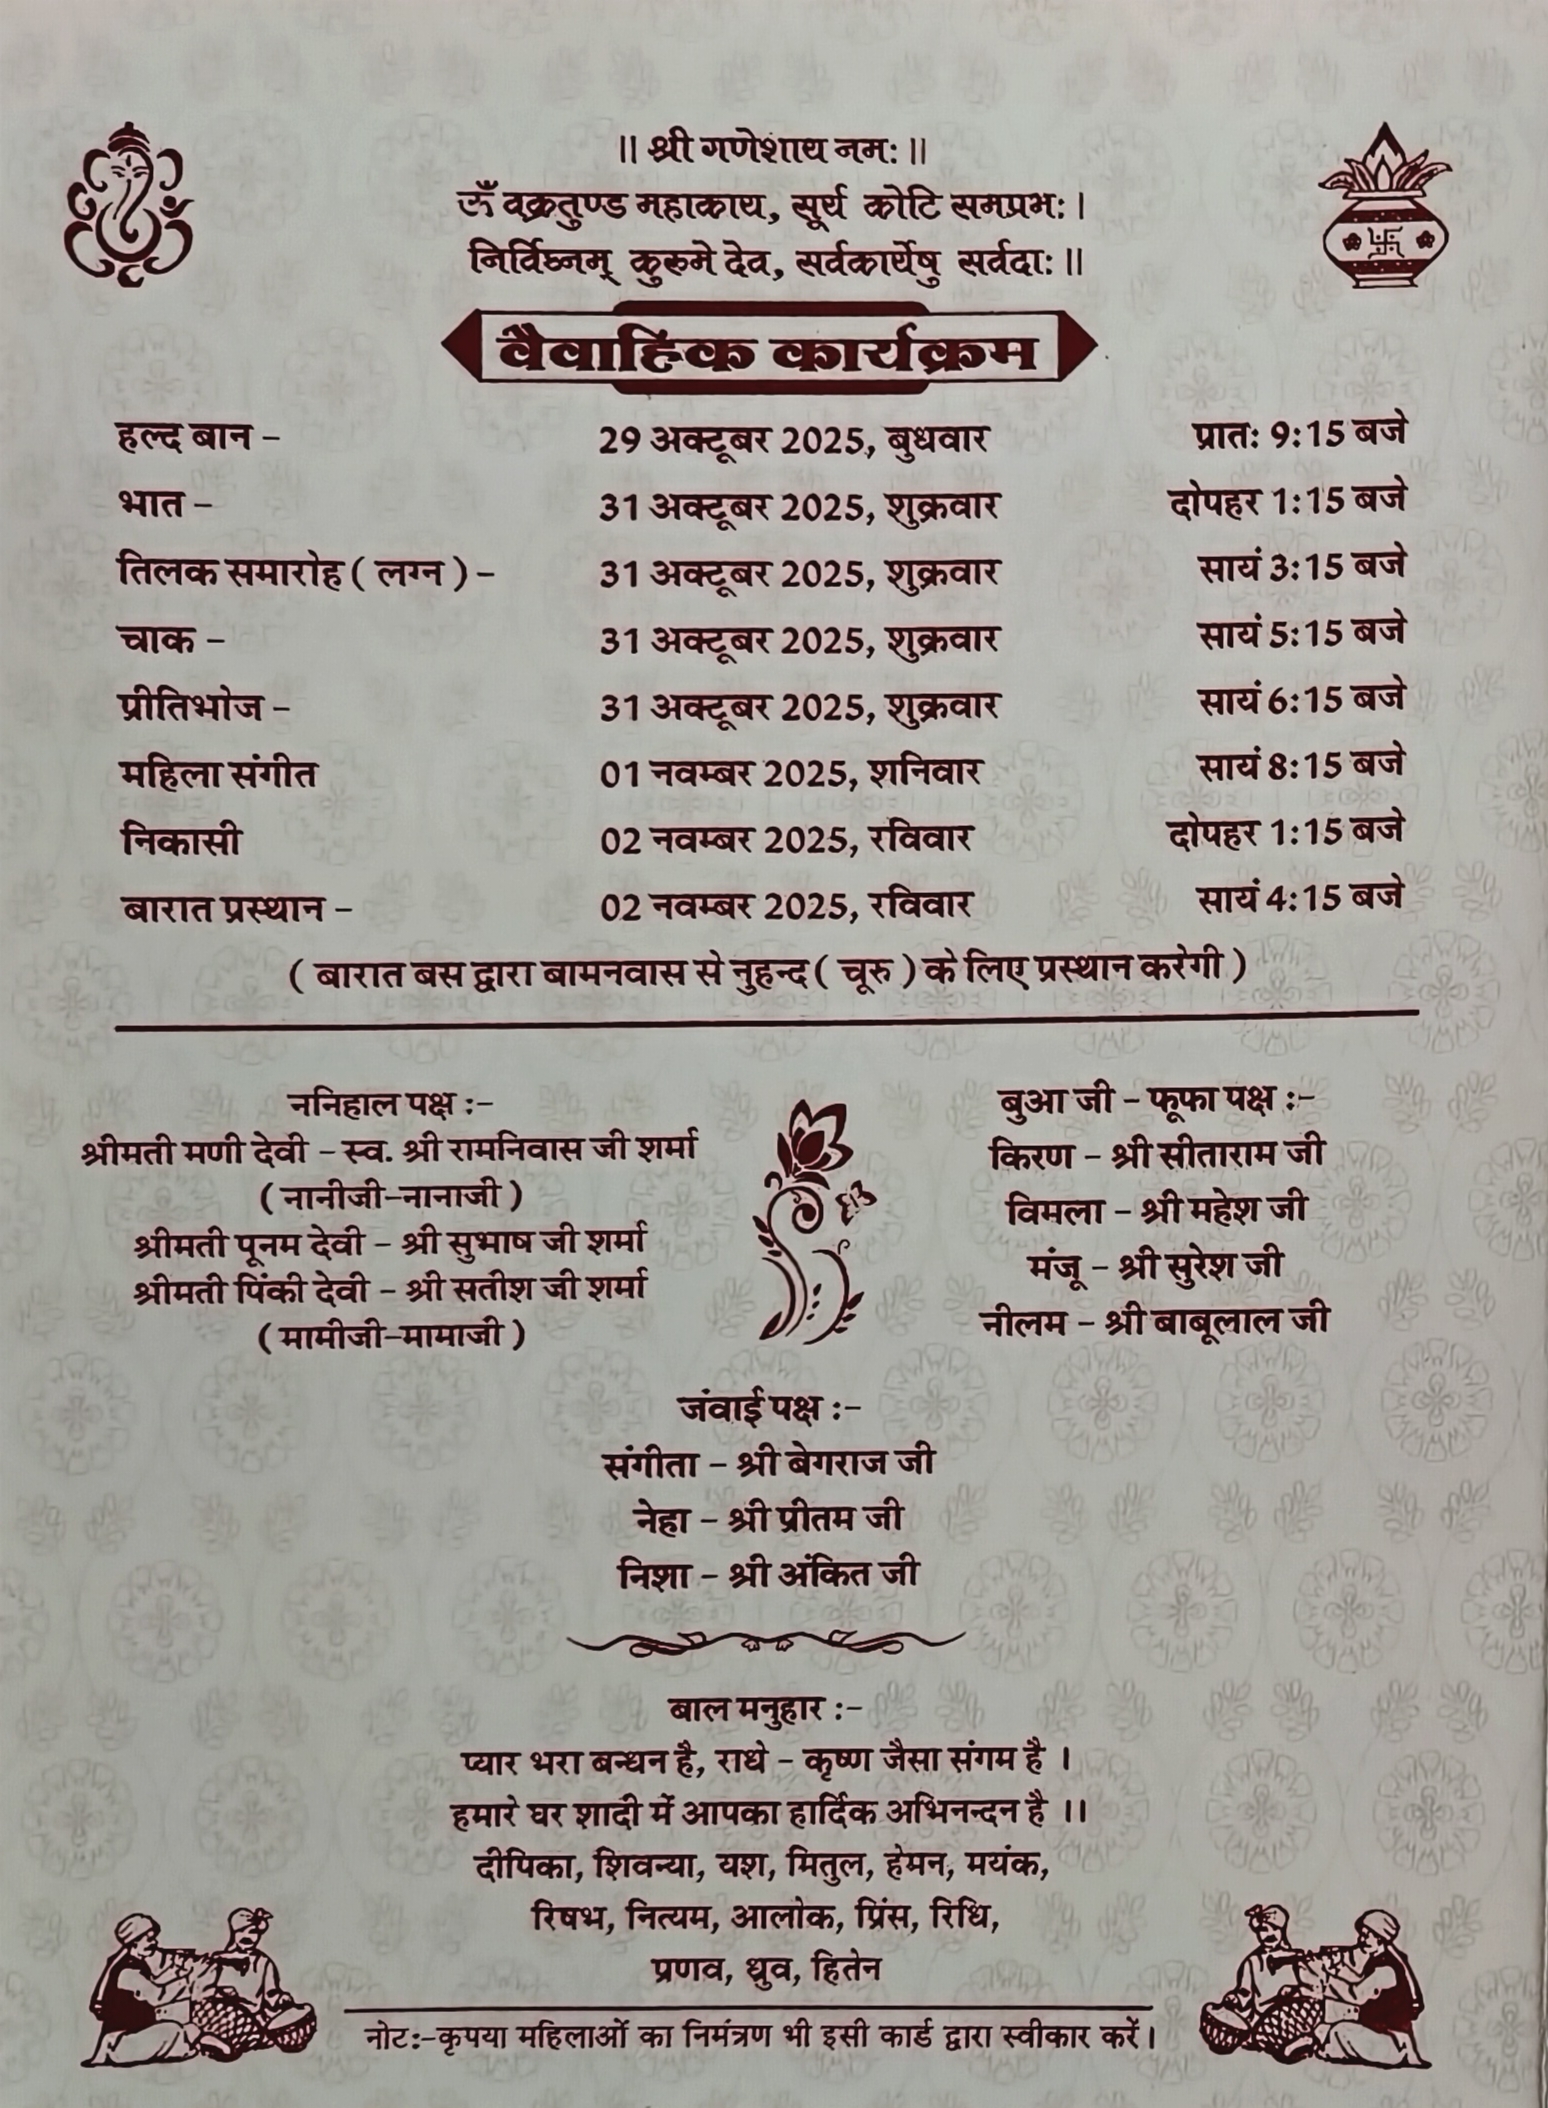 ॥ श्री गणेशाय नमः ॥
ॐ वक्रतुण्ड महाकाय, सूर्य कोटि समप्रभः ।
निर्विघ्नम् कुरुमे देव, सर्वकार्येषु सर्वदाः ॥
वैवाहिक कार्यक्रम
हल्द बान – 29 अक्टूबर 2025, बुधवार प्रातः 9:15 बजे
भात – 31 अक्टूबर 2025, शुक्रवार दोपहर 1:15 बजे
तिलक समारोह ( लग्न ) – 31 अक्टूबर 2025, शुक्रवार सायं 3:15 बजे
चाक – 31 अक्टूबर 2025, शुक्रवार सायं 5:15 बजे
प्रीतिभोज – 31 अक्टूबर 2025, शुक्रवार सायं 6:15 बजे
महिला संगीत 01 नवम्बर 2025, शनिवार सायं 8:15 बजे
निकासी 02 नवम्बर 2025, रविवार दोपहर 1:15 बजे
बारात प्रस्थान – 02 नवम्बर 2025, रविवार सायं 4:15 बजे
( बारात बस द्वारा बामनवास से नुहन्द ( चूरु ) के लिए प्रस्थान करेगी )
ननिहाल पक्ष :–
श्रीमती मणी देवी – स्व. श्री रामनिवास जी शर्मा
( नानीजी–नानाजी )
श्रीमती पूनम देवी – श्री सुभाष जी शर्मा
श्रीमती पिंकी देवी – श्री सतीश जी शर्मा
( मामीजी–मामाजी )
बुआ जी – फूफा पक्ष :–
किरण – श्री सीताराम जी
विमला – श्री महेश जी
मंजू – श्री सुरेश जी
नीलम – श्री बाबूलाल जी
जंवाई पक्ष :–
संगीता – श्री बेगराज जी
नेहा – श्री प्रीतम जी
निशा – श्री अंकित जी
बाल मनुहार :–
प्यार भरा बन्धन है, राधे – कृष्ण जैसा संगम है ।
हमारे घर शादी में आपका हार्दिक अभिनन्दन है ।।
दीपिका, शिवन्या, यश, मितुल, हेमन, मयंक,
रिषभ, नित्यम, आलोक, प्रिंस, रिधि,
प्रणव, ध्रुव, हितेन
नोट:–कृपया महिलाओं का निमंत्रण भी इसी कार्ड द्वारा स्वीकार करें।